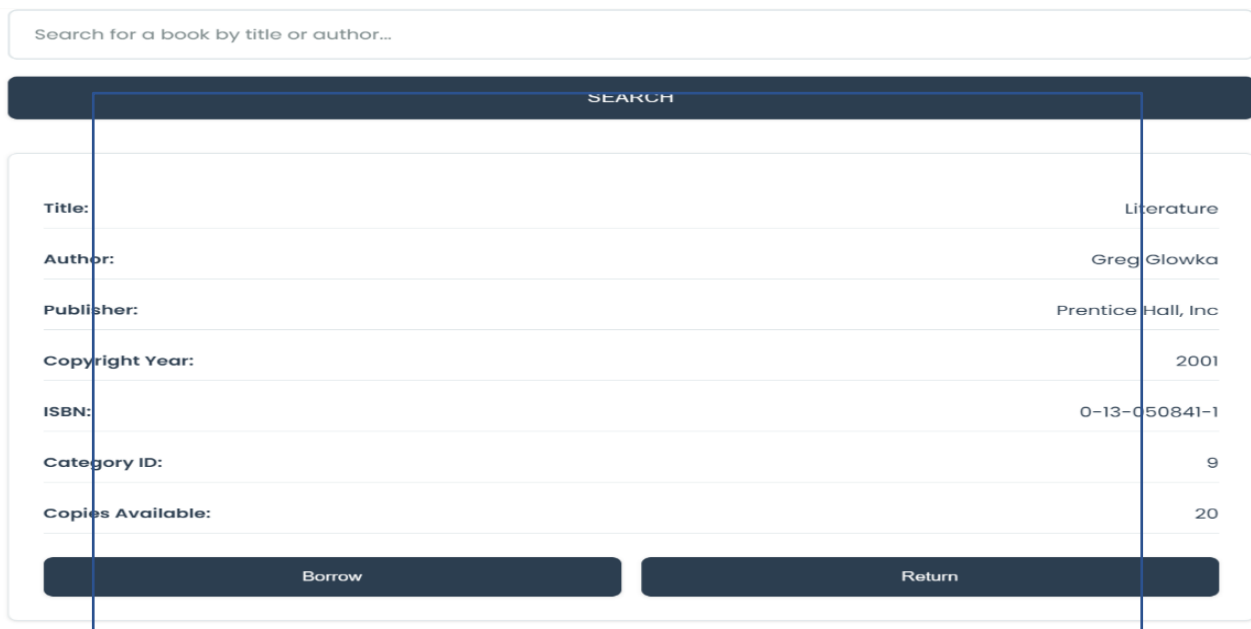 Search for a book by title or author...
SEARCH
Title: Literature
Author: Greg Glowka
Publisher: Prentice Hall, Inc
Copyright Year: 2001
ISBN: 0-13-050841-1
Category ID: 9
Copies Available: 20
Borrow Return